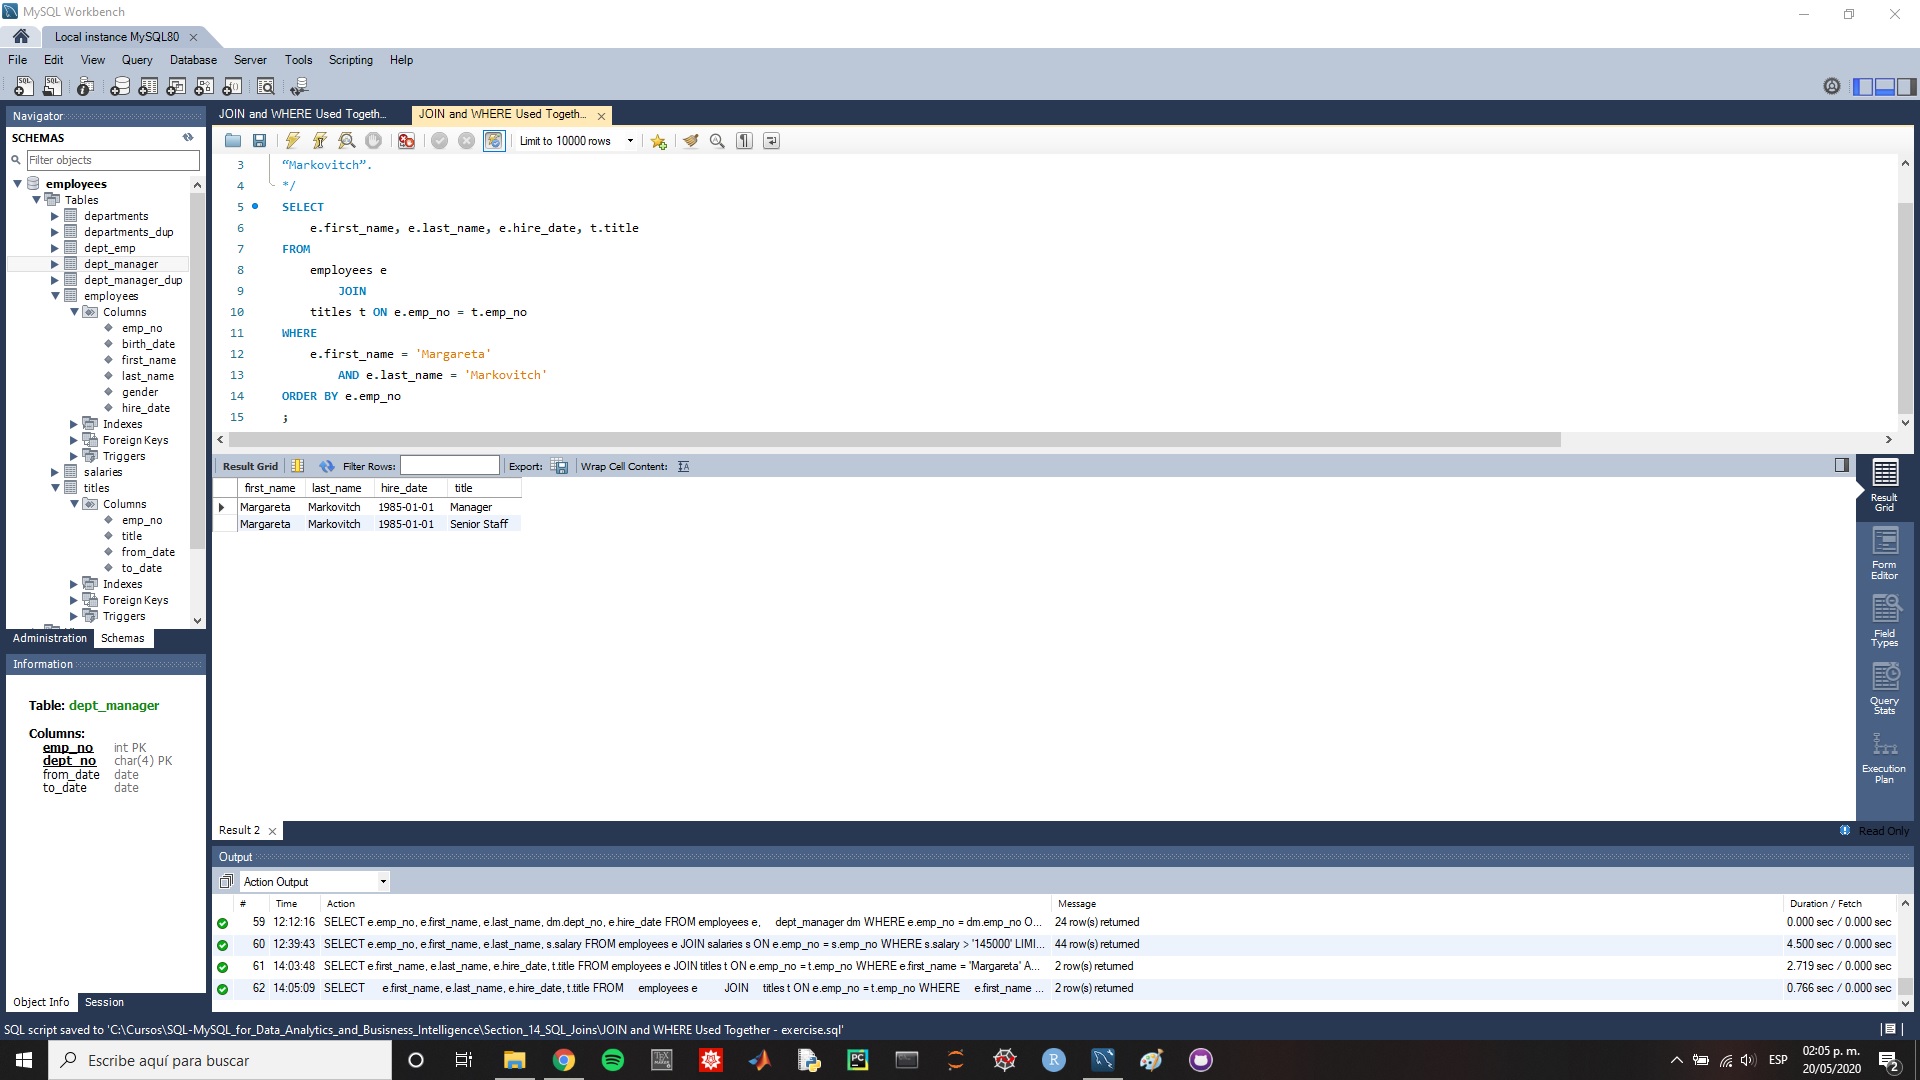 MySQL Workbench
Local instance MySQL80
File Edit View Query Database Server Tools Scripting Help
Navigator
SCHEMAS
Filter objects
employees
Tables
departments
departments_dup
dept_emp
dept_manager
dept_manager_dup
employees
Columns
emp_no
birth_date
first_name
last_name
gender
hire_date
Indexes
Foreign Keys
Triggers
salaries
titles
Columns
emp_no
title
from_date
to_date
Indexes
Foreign Keys
Triggers
Administration Schemas
Information
Table: dept_manager
Columns:
emp_no int PK
dept_no char(4) PK
from_date date
to_date date
Object Info Session
JOIN and WHERE Used Togeth... JOIN and WHERE Used Togeth...
Limit to 10000 rows
3 “Markovitch”.
4 */
5 SELECT
6 e.first_name, e.last_name, e.hire_date, t.title
7 FROM
8 employees e
9 JOIN
10 titles t ON e.emp_no = t.emp_no
11 WHERE
12 e.first_name = 'Margareta'
13 AND e.last_name = 'Markovitch'
14 ORDER BY e.emp_no
15 ;
Result Grid Filter Rows: Export: Wrap Cell Content:
first_name last_name hire_date title
Margareta Markovitch 1985-01-01 Manager
Margareta Markovitch 1985-01-01 Senior Staff
Result Grid
Form Editor
Field Types
Query Stats
Execution Plan
Result 2
Read Only
Output
Action Output
# Time Action Message Duration / Fetch
59 12:12:16 SELECT e.emp_no, e.first_name, e.last_name, dm.dept_no, e.hire_date FROM employees e, dept_manager dm WHERE e.emp_no = dm.emp_no O... 24 row(s) returned 0.000 sec / 0.000 sec
60 12:39:43 SELECT e.emp_no, e.first_name, e.last_name, s.salary FROM employees e JOIN salaries s ON e.emp_no = s.emp_no WHERE s.salary > '145000' LIMI... 44 row(s) returned 4.500 sec / 0.000 sec
61 14:03:48 SELECT e.first_name, e.last_name, e.hire_date, t.title FROM employees e JOIN titles t ON e.emp_no = t.emp_no WHERE e.first_name = 'Margareta' A... 2 row(s) returned 2.719 sec / 0.000 sec
62 14:05:09 SELECT e.first_name, e.last_name, e.hire_date, t.title FROM employees e JOIN titles t ON e.emp_no = t.emp_no WHERE e.first_name ... 2 row(s) returned 0.766 sec / 0.000 sec
SQL script saved to 'C:\Cursos\SQL-MySQL_for_Data_Analytics_and_Business_Intelligence\Section_14_SQL_Joins\JOIN and WHERE Used Together - exercise.sql'
Escribe aquí para buscar
ESP
02:05 p. m.
20/05/2020
2